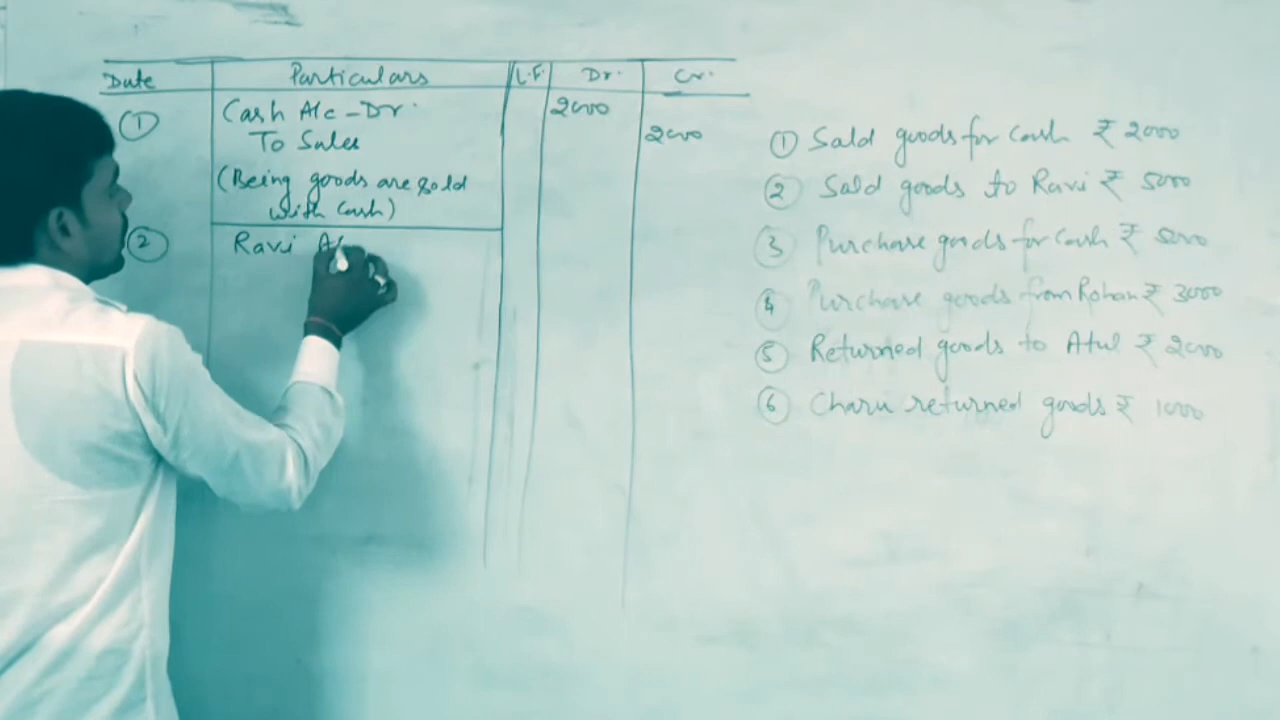 Date Particulars L.F. Dr. Cr.
① Cash A/c - Dr. 2000
To Sales 2000
(Being goods are sold
with Cash)
② Ravi A/
① Sald goods for Cash ₹ 2000
② Sald goods to Ravi ₹ 5000
③ Purchase goods for Cash ₹ 5000
④ Purchase goods from Rohan ₹ 3000
⑤ Returned goods to Atul ₹ 2000
⑥ Charu returned goods ₹ 1000